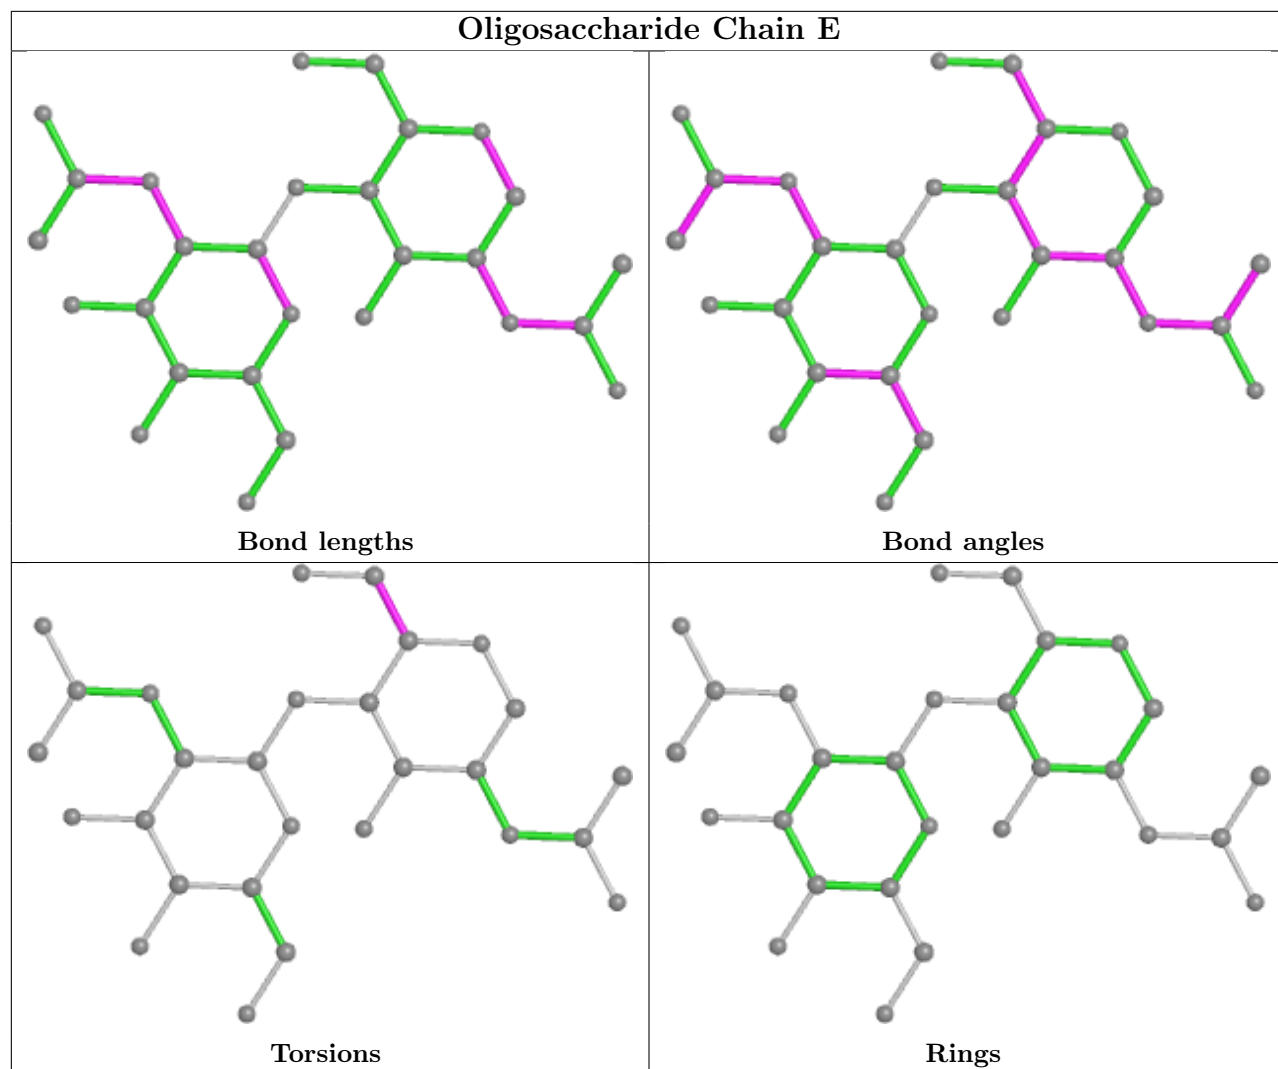 Oligosaccharide Chain E
Bond lengths
Bond angles
Torsions
Rings